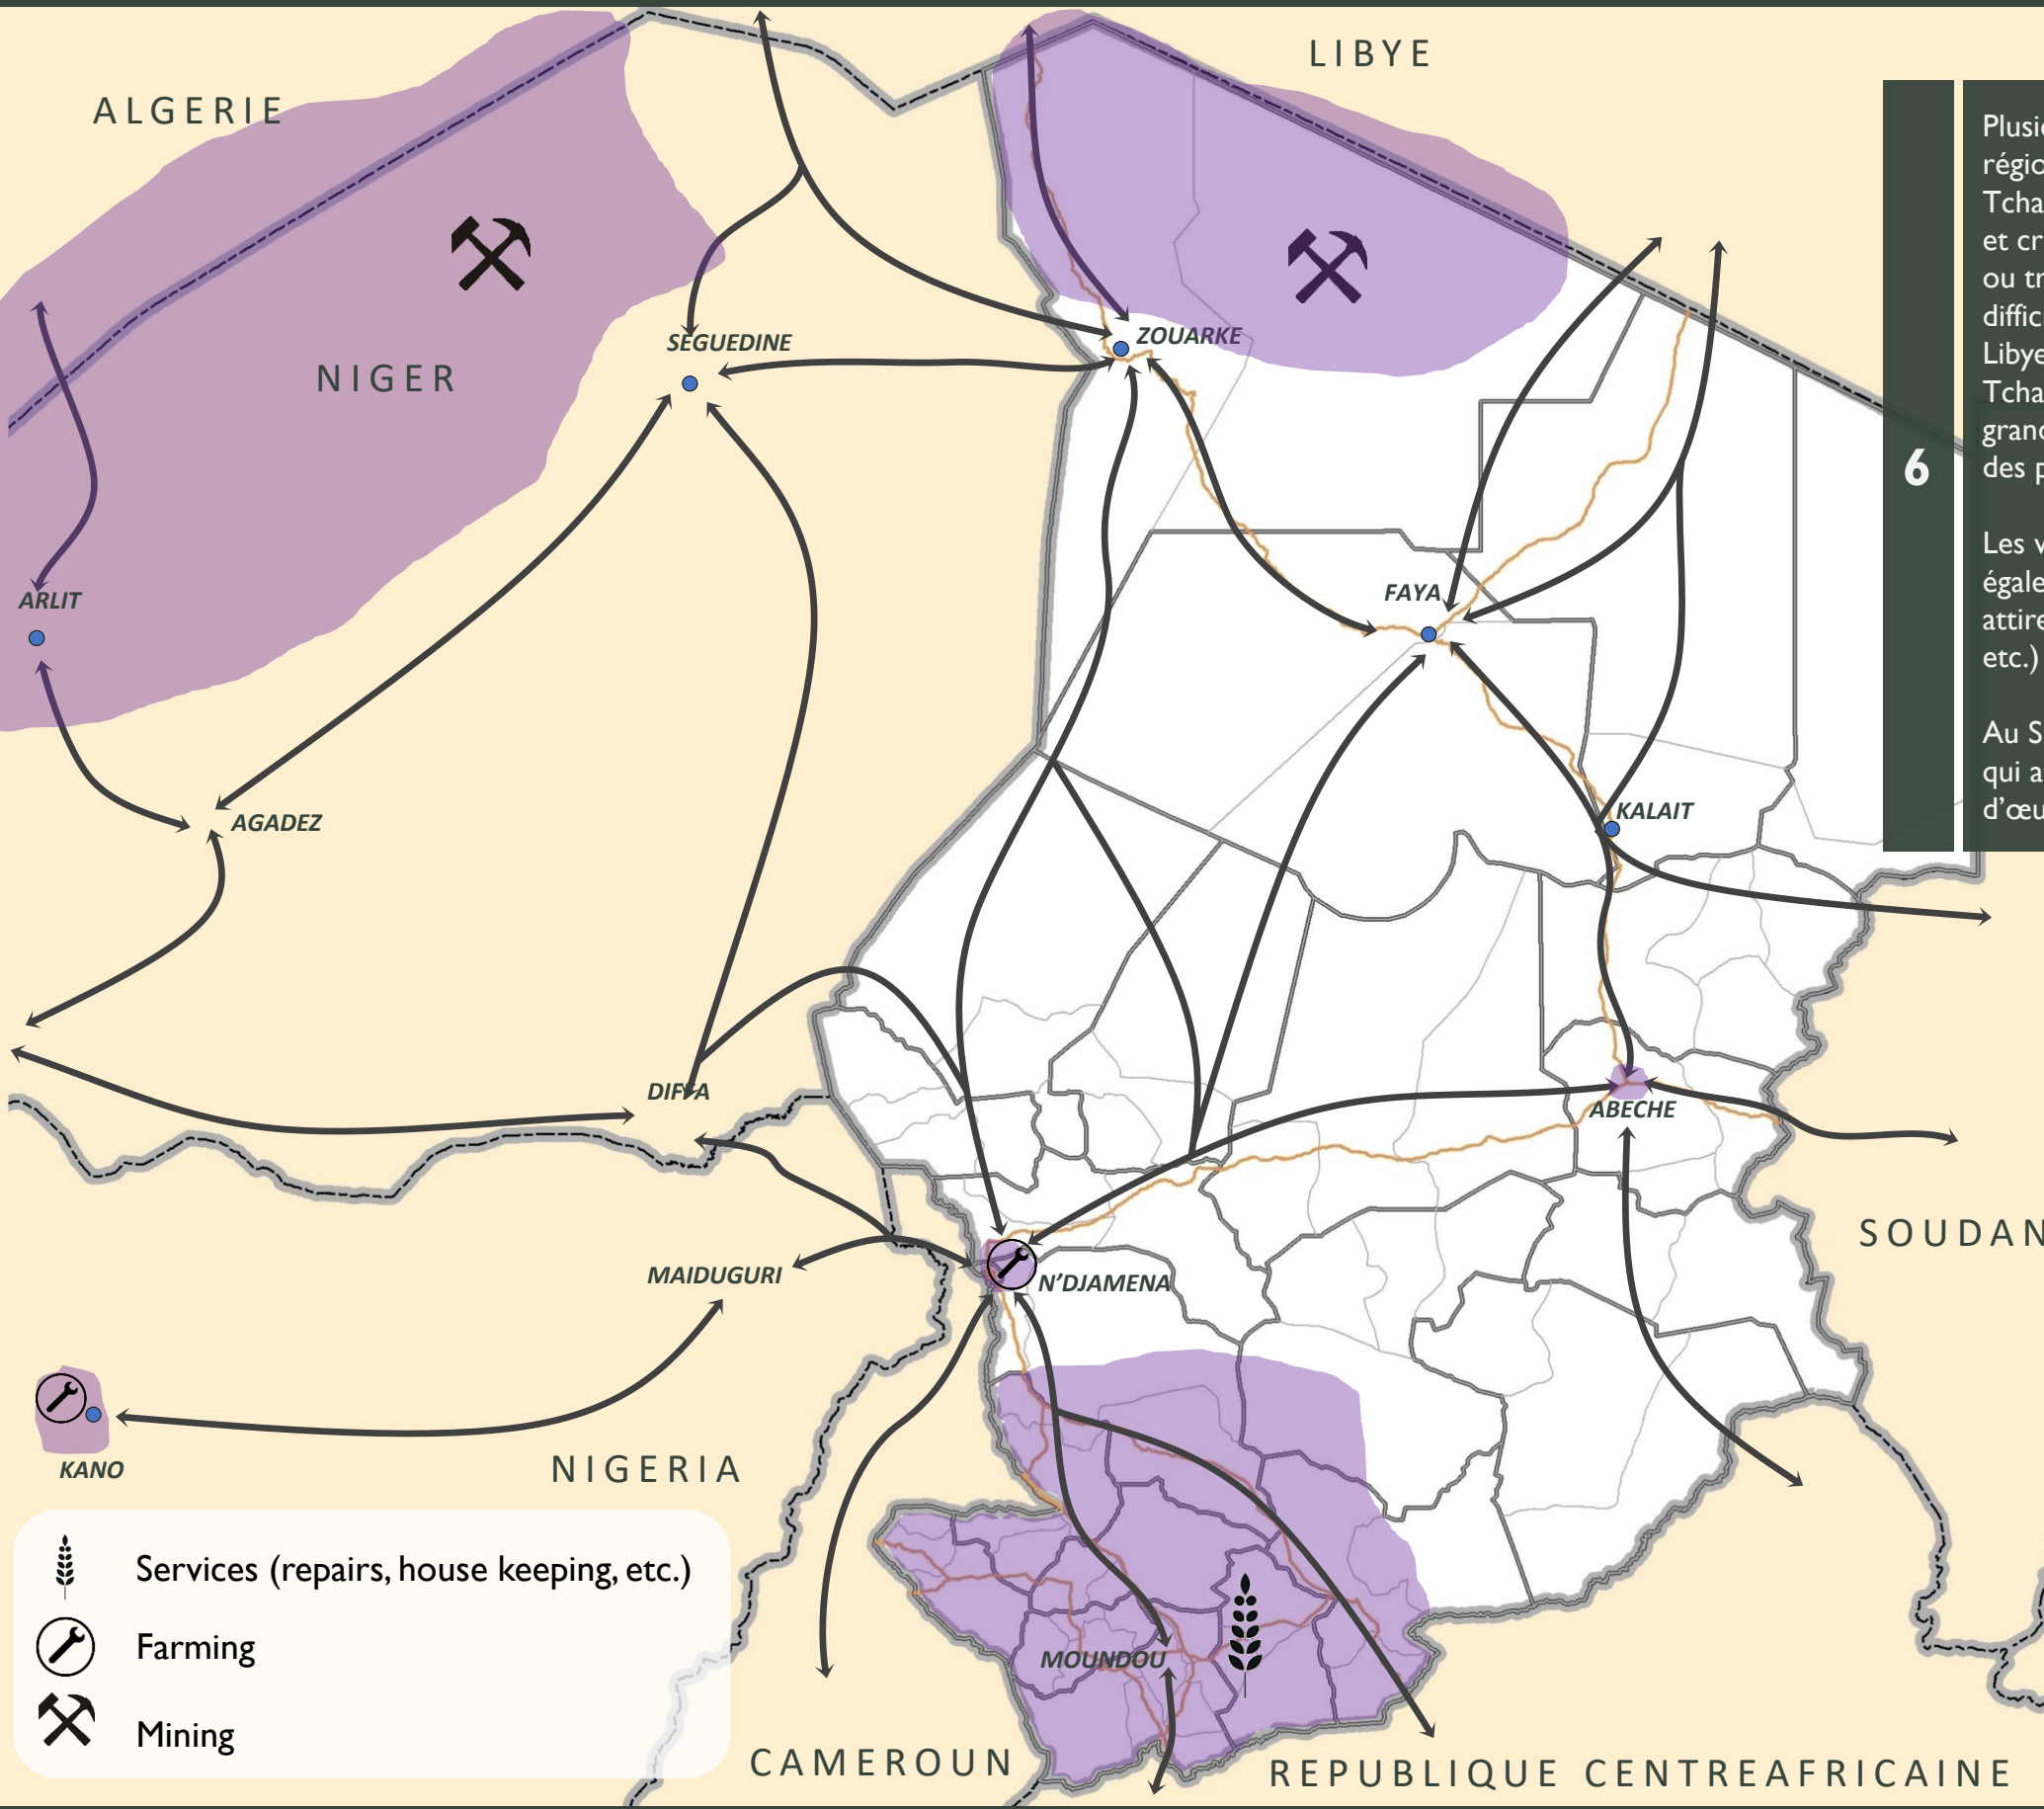 LIBYE
ALGERIE
NIGER
SEGUEDINE
ZOUARKE
ARLIT
FAYA
AGADEZ
KALAIT
DIFFA
ABECHE
SOUDAN
MAIDUGURI
N'DJAMENA
KANO
NIGERIA
MOUNDOU
CAMEROUN
REPUBLIQUE CENTREAFRICAINE
Services (repairs, house keeping, etc.)
Farming
Mining
6
Plusie
régio
Tcha
et cr
ou tr
diffic
Libye
Tcha
grand
des p
Les v
égale
attire
etc.)
Au S
qui a
d'œu